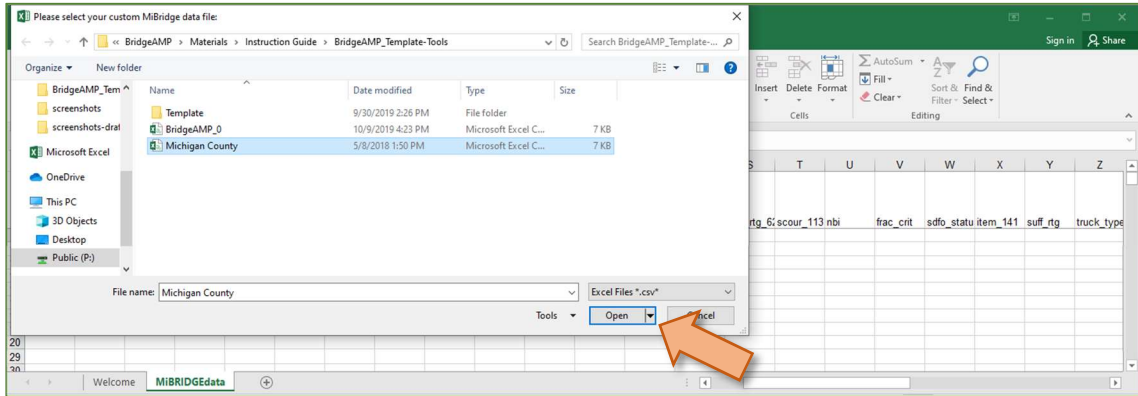 Please select your custom MiBridge data file:
Sign in Share
« BridgeAMP > Materials > Instruction Guide > BridgeAMP_Template-Tools
Search BridgeAMP_Template-...
Organize New folder
Name Date modified Type Size
BridgeAMP_Tem
screenshots
screenshots-draf
Microsoft Excel
OneDrive
This PC
3D Objects
Desktop
Public (P:)
Template 9/30/2019 2:26 PM File folder
BridgeAMP_0 10/9/2019 4:23 PM Microsoft Excel C... 7 KB
Michigan County 5/8/2018 1:50 PM Microsoft Excel C... 7 KB
File name: Michigan County Excel Files *.csv*
Tools Open Cancel
Insert Delete Format
Cells
AutoSum
Fill
Clear
Sort & Filter
Find & Select
Editing
S T U V W X Y Z
rtg_62 scour_113 nbi frac_crit sdfo_statu item_141 suff_rtg truck_type
20
29
30
Welcome MiBRIDGEdata